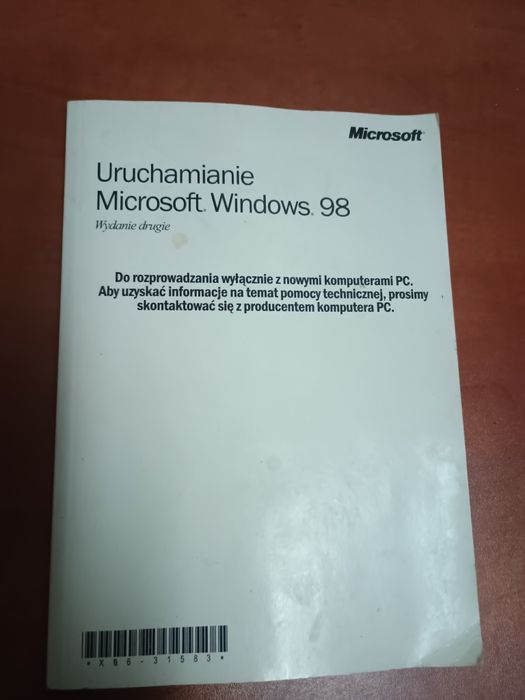 Microsoft
Uruchamianie
Microsoft® Windows® 98
Wydanie drugie
Do rozprowadzania wyłącznie z nowymi komputerami PC.
Aby uzyskać informacje na temat pomocy technicznej, prosimy
skontaktować się z producentem komputera PC.
*X06-31583*